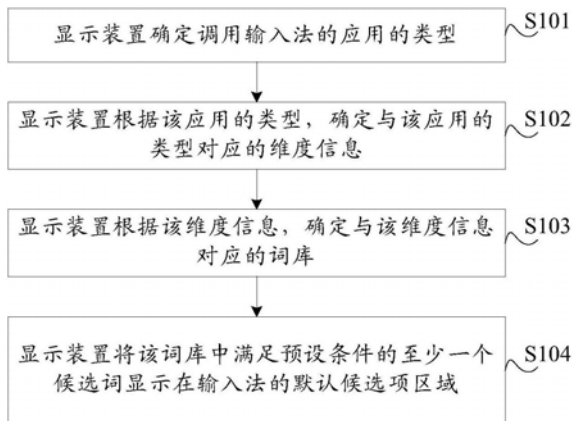 显示装置确定调用输入法的应用的类型
S101
显示装置根据该应用的类型，确定与该应用的
类型对应的维度信息
S102
显示装置根据该维度信息，确定与该维度信息
对应的词库
S103
显示装置将该词库中满足预设条件的至少一个
候选词显示在输入法的默认候选项区域
S104